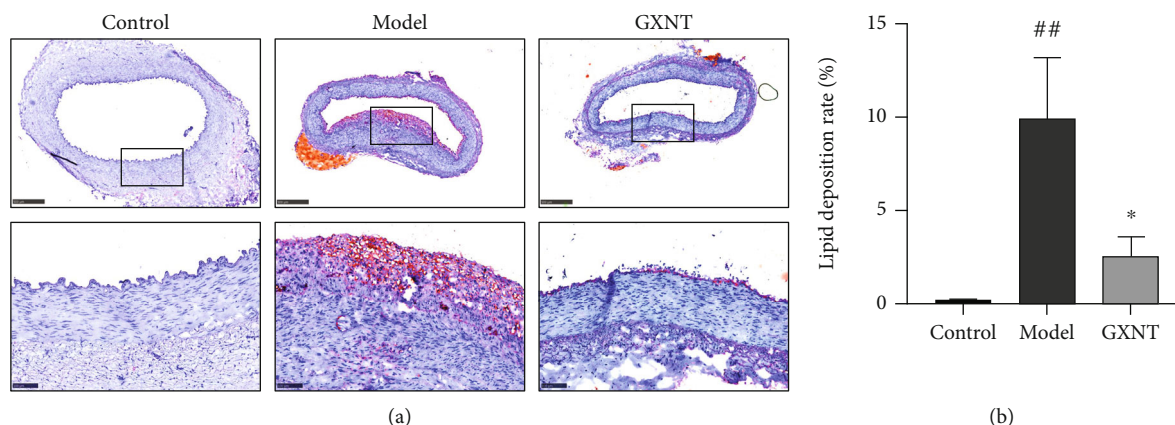 Control Model GXNT
(a)
Lipid deposition rate (%)
15
10
5
0
##
*
Control Model GXNT
(b)